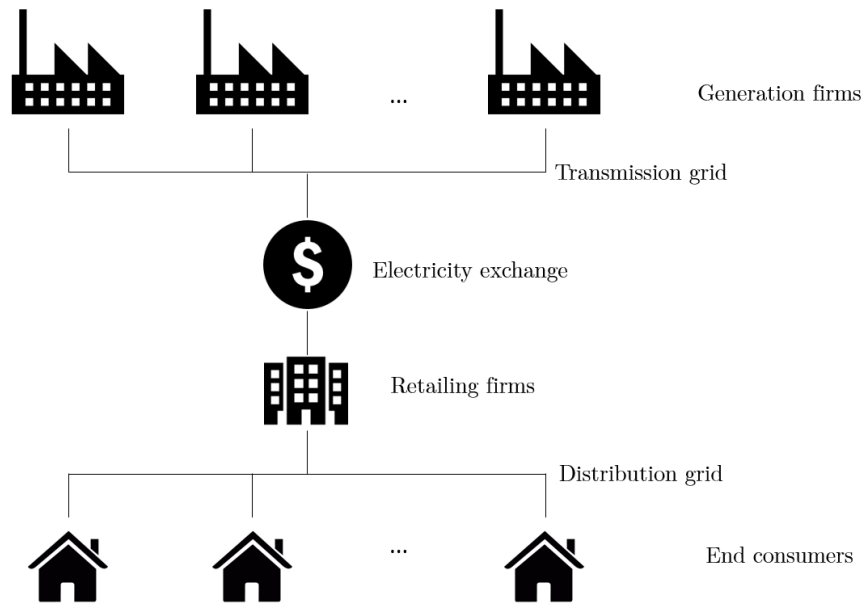 ...
Generation firms
Transmission grid
$
Electricity exchange
Retailing firms
Distribution grid
...
End consumers